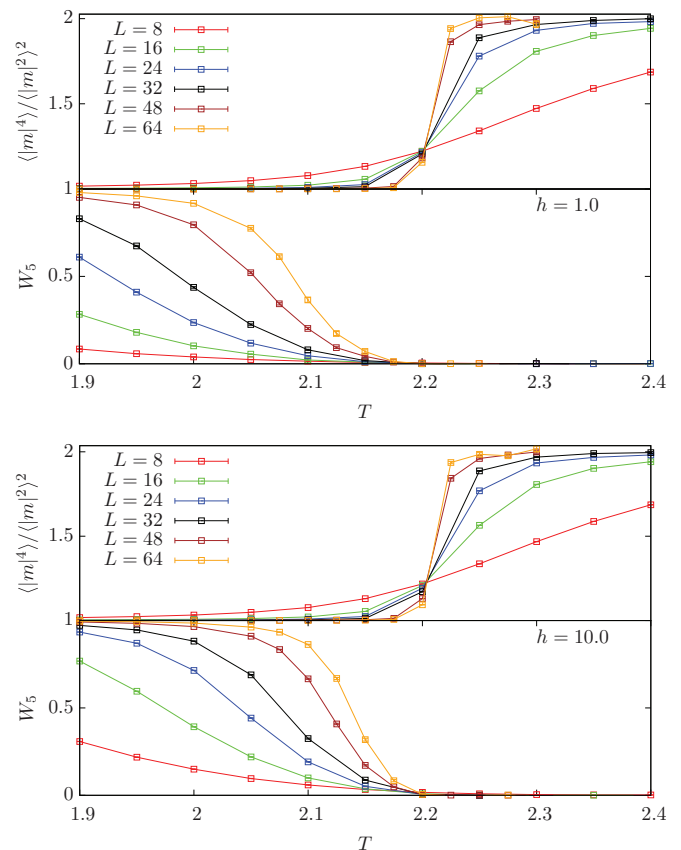 ⟨|m|⁴⟩/⟨|m|²⟩²
2
1.5
1
L = 8
L = 16
L = 24
L = 32
L = 48
L = 64
h = 1.0
W₅
0.5
0
1.9 2 2.1 2.2 2.3 2.4
T
⟨|m|⁴⟩/⟨|m|²⟩²
2
1.5
1
L = 8
L = 16
L = 24
L = 32
L = 48
L = 64
h = 10.0
W₅
0.5
0
1.9 2 2.1 2.2 2.3 2.4
T